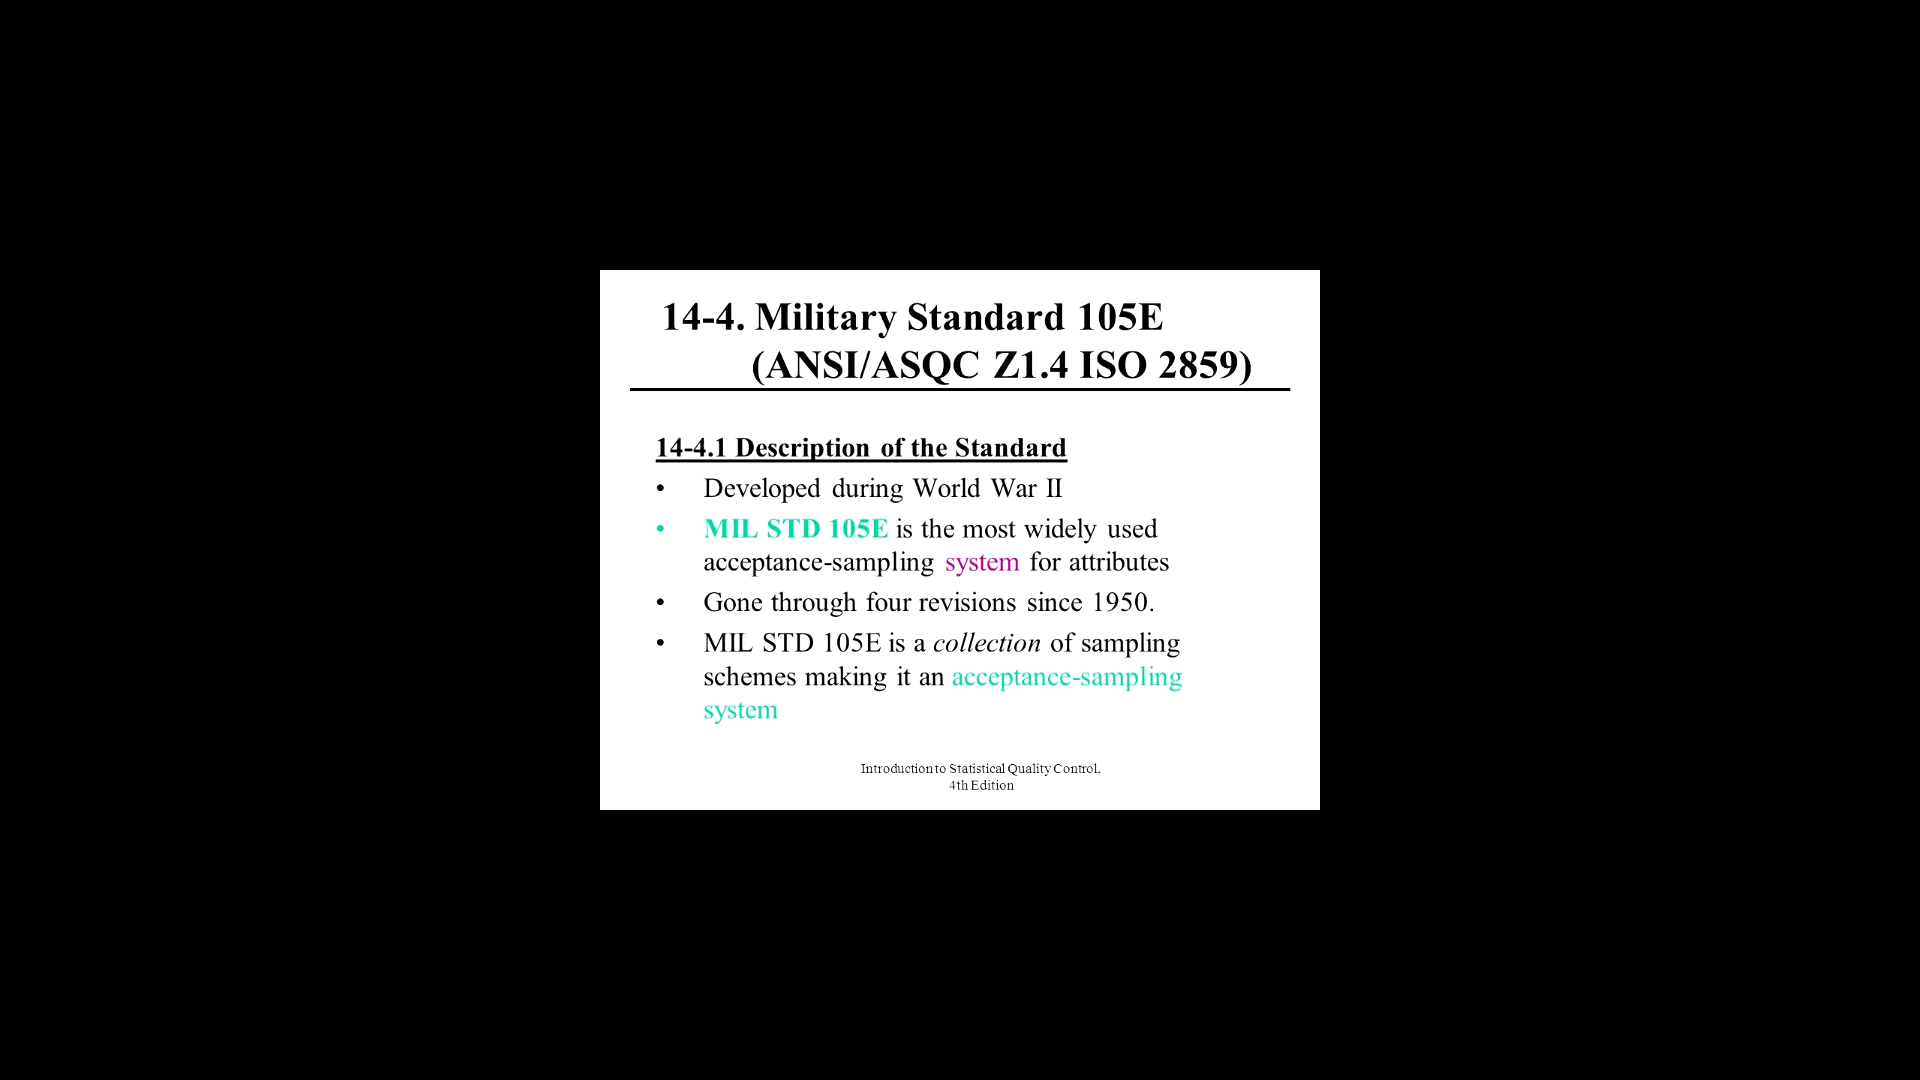 14-4. Military Standard 105E
(ANSI/ASQC Z1.4 ISO 2859)
14-4.1 Description of the Standard
• Developed during World War II
• MIL STD 105E is the most widely used
acceptance-sampling system for attributes
• Gone through four revisions since 1950.
• MIL STD 105E is a collection of sampling
schemes making it an acceptance-sampling
system
Introduction to Statistical Quality Control,
4th Edition